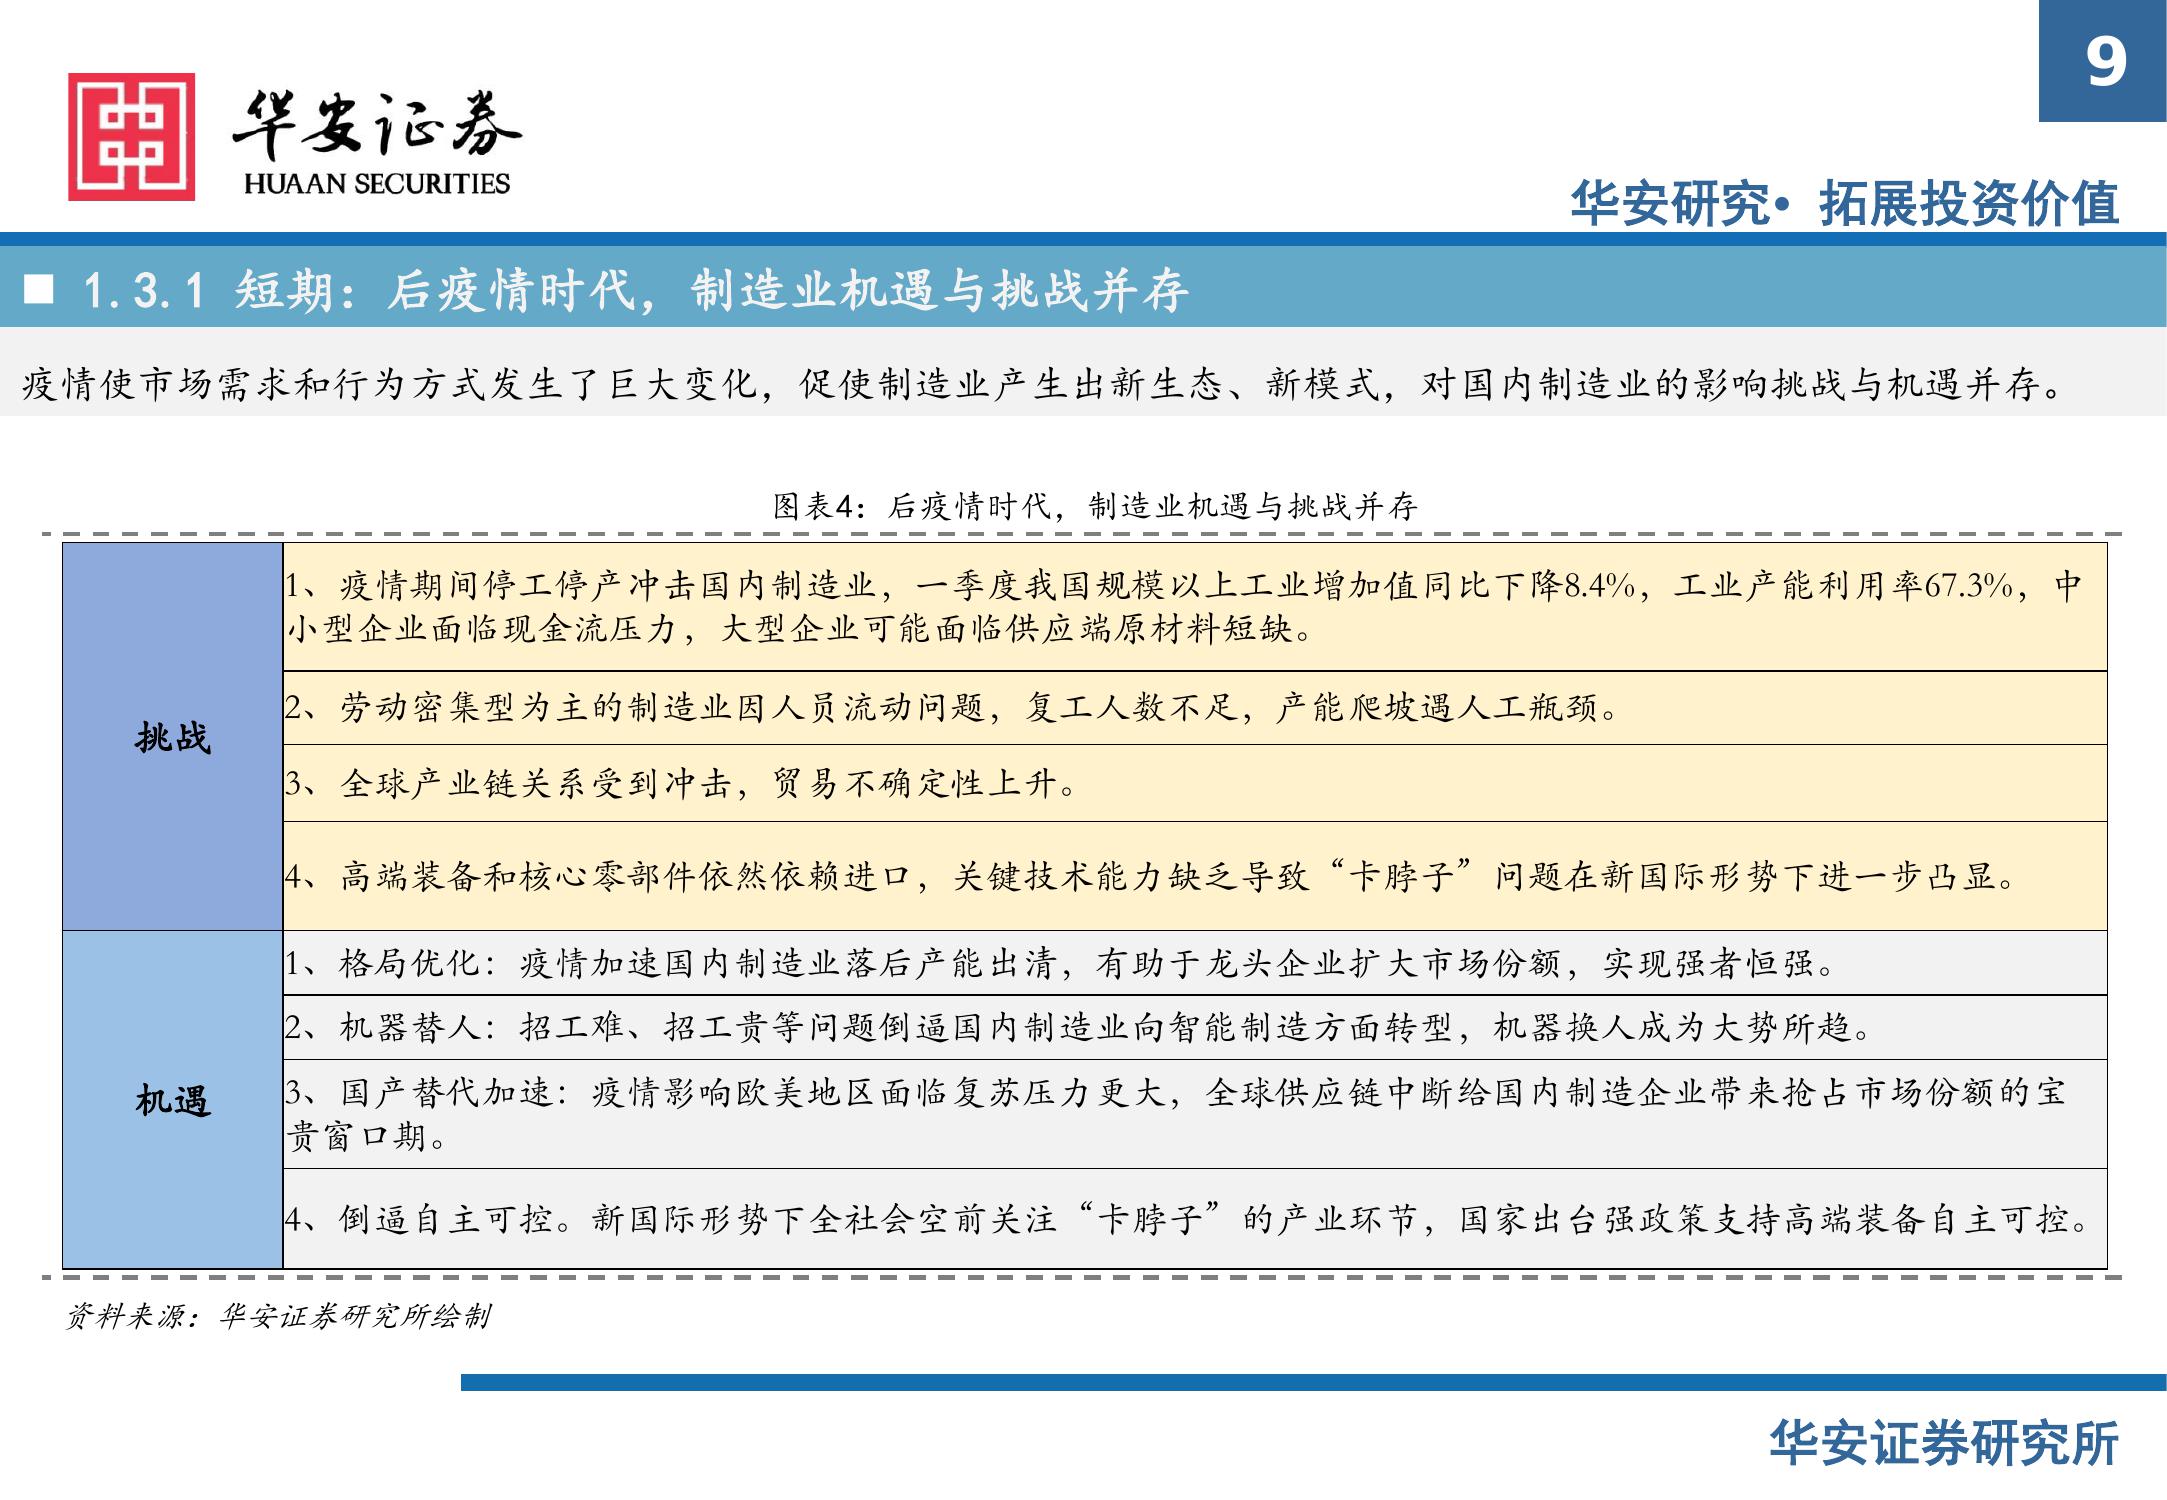 9
华安证券
HUAAN SECURITIES
华安研究• 拓展投资价值
■ 1.3.1 短期：后疫情时代，制造业机遇与挑战并存
疫情使市场需求和行为方式发生了巨大变化，促使制造业产生出新生态、新模式，对国内制造业的影响挑战与机遇并存。
图表4：后疫情时代，制造业机遇与挑战并存
挑战
1、疫情期间停工停产冲击国内制造业，一季度我国规模以上工业增加值同比下降8.4%，工业产能利用率67.3%，中
小型企业面临现金流压力，大型企业可能面临供应端原材料短缺。
2、劳动密集型为主的制造业因人员流动问题，复工人数不足，产能爬坡遇人工瓶颈。
3、全球产业链关系受到冲击，贸易不确定性上升。
4、高端装备和核心零部件依然依赖进口，关键技术能力缺乏导致“卡脖子”问题在新国际形势下进一步凸显。
机遇
1、格局优化：疫情加速国内制造业落后产能出清，有助于龙头企业扩大市场份额，实现强者恒强。
2、机器替人：招工难、招工贵等问题倒逼国内制造业向智能制造方面转型，机器换人成为大势所趋。
3、国产替代加速：疫情影响欧美地区面临复苏压力更大，全球供应链中断给国内制造企业带来抢占市场份额的宝
贵窗口期。
4、倒逼自主可控。新国际形势下全社会空前关注“卡脖子”的产业环节，国家出台强政策支持高端装备自主可控。
资料来源：华安证券研究所绘制
华安证券研究所